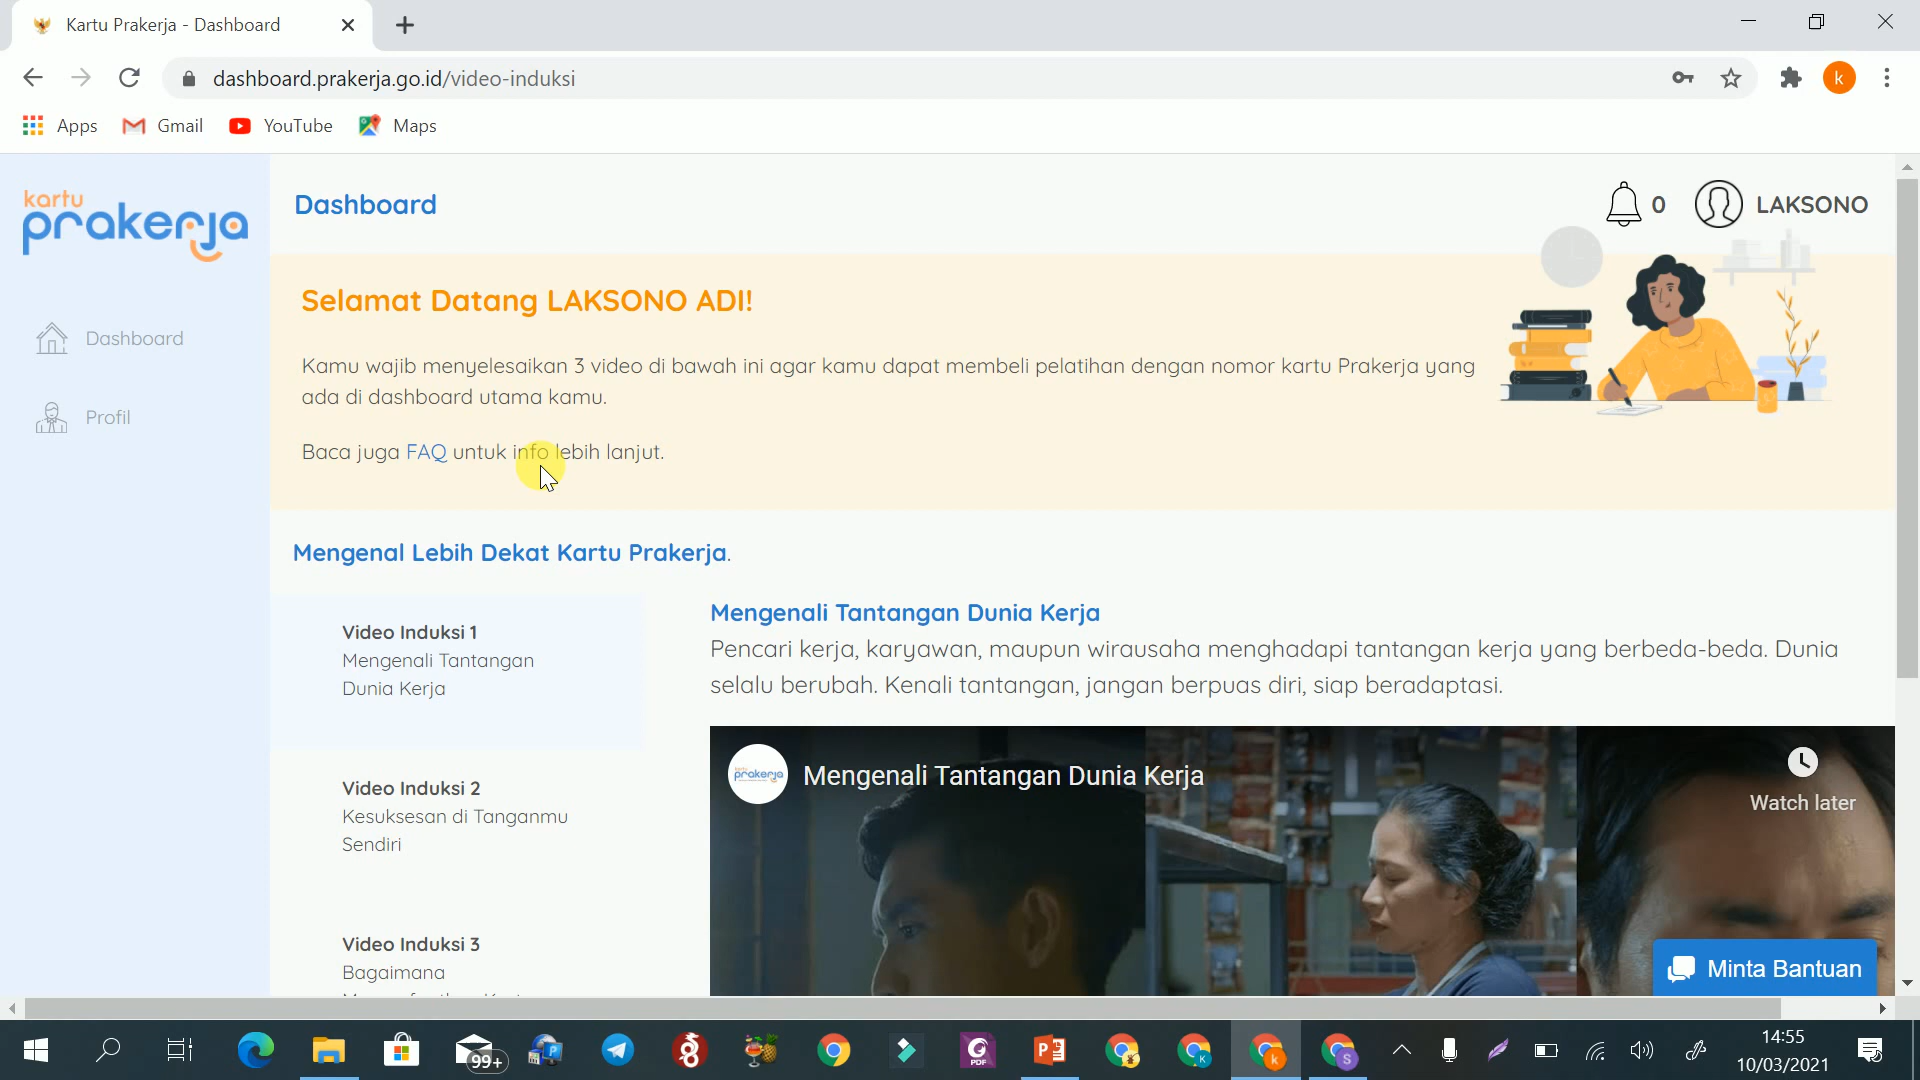 Kartu Prakerja - Dashboard
dashboard.prakerja.go.id/video-induksi
k
Apps
Gmail
YouTube
Maps
kartu
prakerja
Dashboard
0
LAKSONO
Dashboard
Profil
Selamat Datang LAKSONO ADI!
Kamu wajib menyelesaikan 3 video di bawah ini agar kamu dapat membeli pelatihan dengan nomor kartu Prakerja yang
ada di dashboard utama kamu.
Baca juga FAQ untuk info lebih lanjut.
Mengenal Lebih Dekat Kartu Prakerja.
Video Induksi 1
Mengenali Tantangan
Dunia Kerja
Video Induksi 2
Kesuksesan di Tanganmu
Sendiri
Video Induksi 3
Bagaimana
Mengenali Tantangan Dunia Kerja
Pencari kerja, karyawan, maupun wirausaha menghadapi tantangan kerja yang berbeda-beda. Dunia
selalu berubah. Kenali tantangan, jangan berpuas diri, siap beradaptasi.
kartu
prakerja
Mengenali Tantangan Dunia Kerja
Watch later
Minta Bantuan
99+
P
PDF
P
K
k
S
14:55
10/03/2021